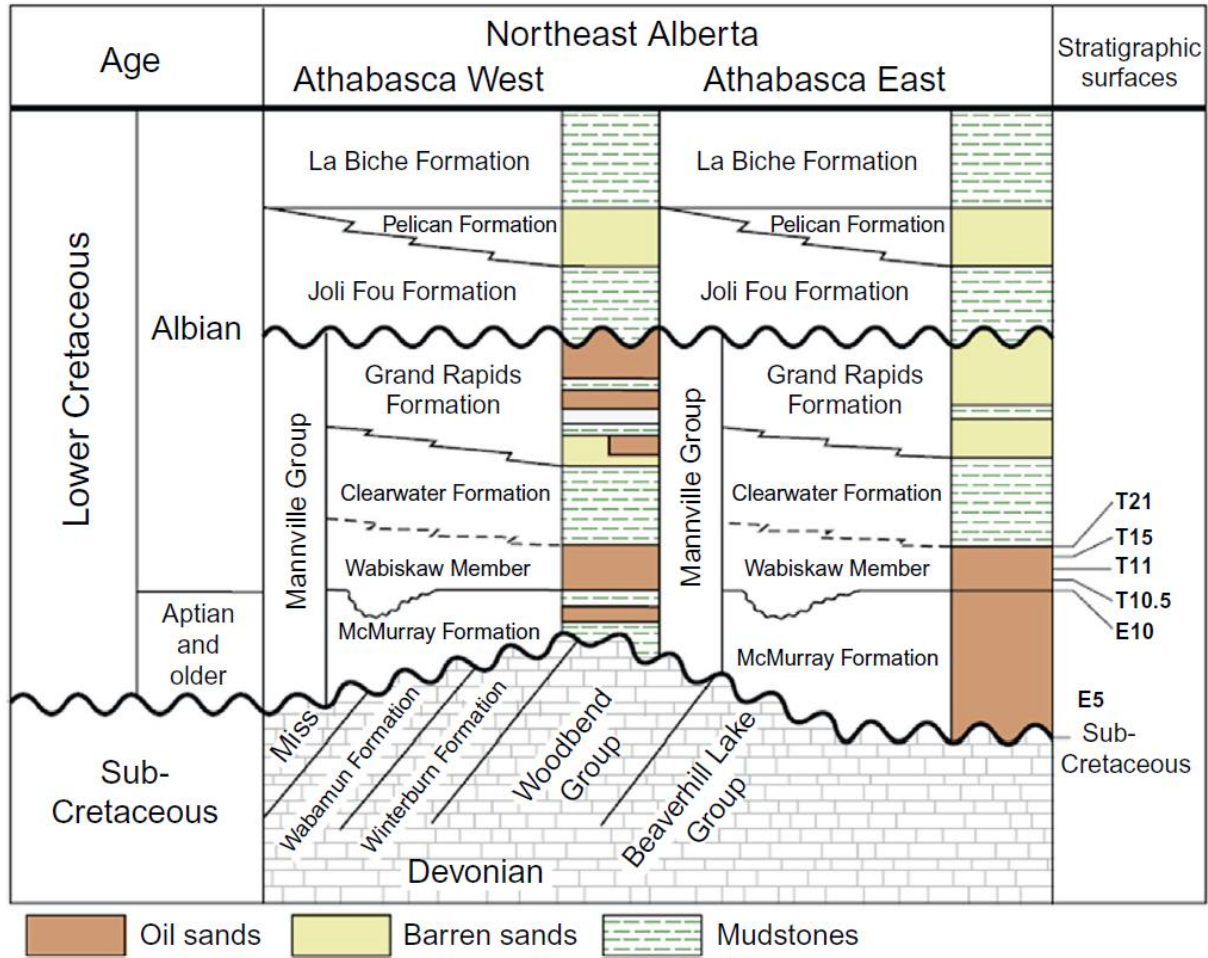 Age
Northeast Alberta
Athabasca West
Athabasca East
Stratigraphic
surfaces
Lower Cretaceous
Albian
Aptian
and
older
Sub-
Cretaceous
La Biche Formation
Pelican Formation
Joli Fou Formation
Mannville Group
Grand Rapids
Formation
Clearwater Formation
Wabiskaw Member
McMurray Formation
La Biche Formation
Pelican Formation
Joli Fou Formation
Mannville Group
Grand Rapids
Formation
Clearwater Formation
Wabiskaw Member
McMurray Formation
T21
T15
T11
T10.5
E10
E5
Sub-
Cretaceous
Miss
Wabamun Formation
Winterburn Formation
Woodbend
Group
Beaverhill Lake
Group
Devonian
Oil sands
Barren sands
Mudstones